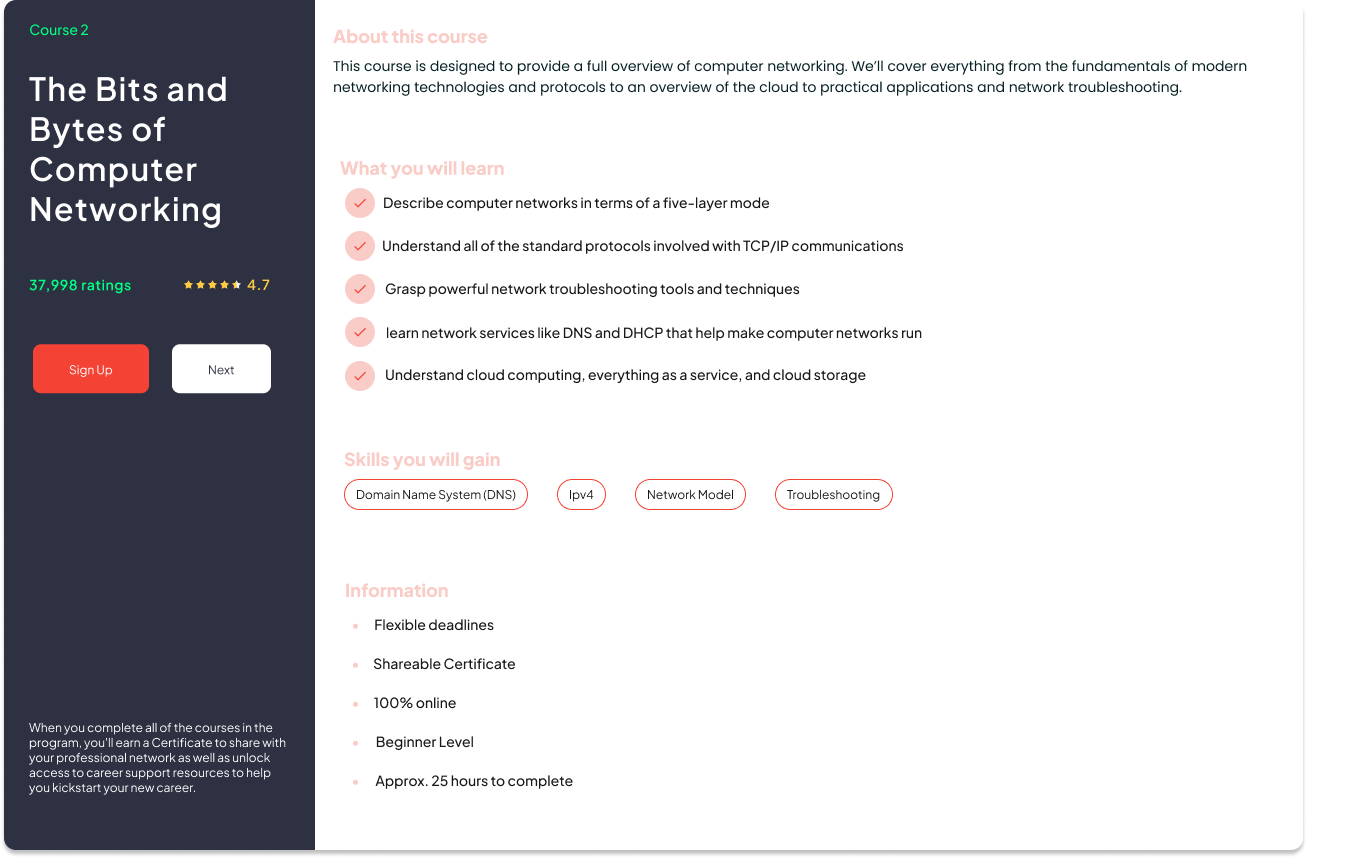 Course 2
The Bits and
Bytes of
Computer
Networking
37,998 ratings
4.7
Sign Up
Next
When you complete all of the courses in the
program, you'll earn a Certificate to share with
your professional network as well as unlock
access to career support resources to help
you kickstart your new career.
About this course
This course is designed to provide a full overview of computer networking. We’ll cover everything from the fundamentals of modern
networking technologies and protocols to an overview of the cloud to practical applications and network troubleshooting.
What you will learn
Describe computer networks in terms of a five-layer mode
Understand all of the standard protocols involved with TCP/IP communications
Grasp powerful network troubleshooting tools and techniques
learn network services like DNS and DHCP that help make computer networks run
Understand cloud computing, everything as a service, and cloud storage
Skills you will gain
Domain Name System (DNS)
Ipv4
Network Model
Troubleshooting
Information
Flexible deadlines
Shareable Certificate
100% online
Beginner Level
Approx. 25 hours to complete